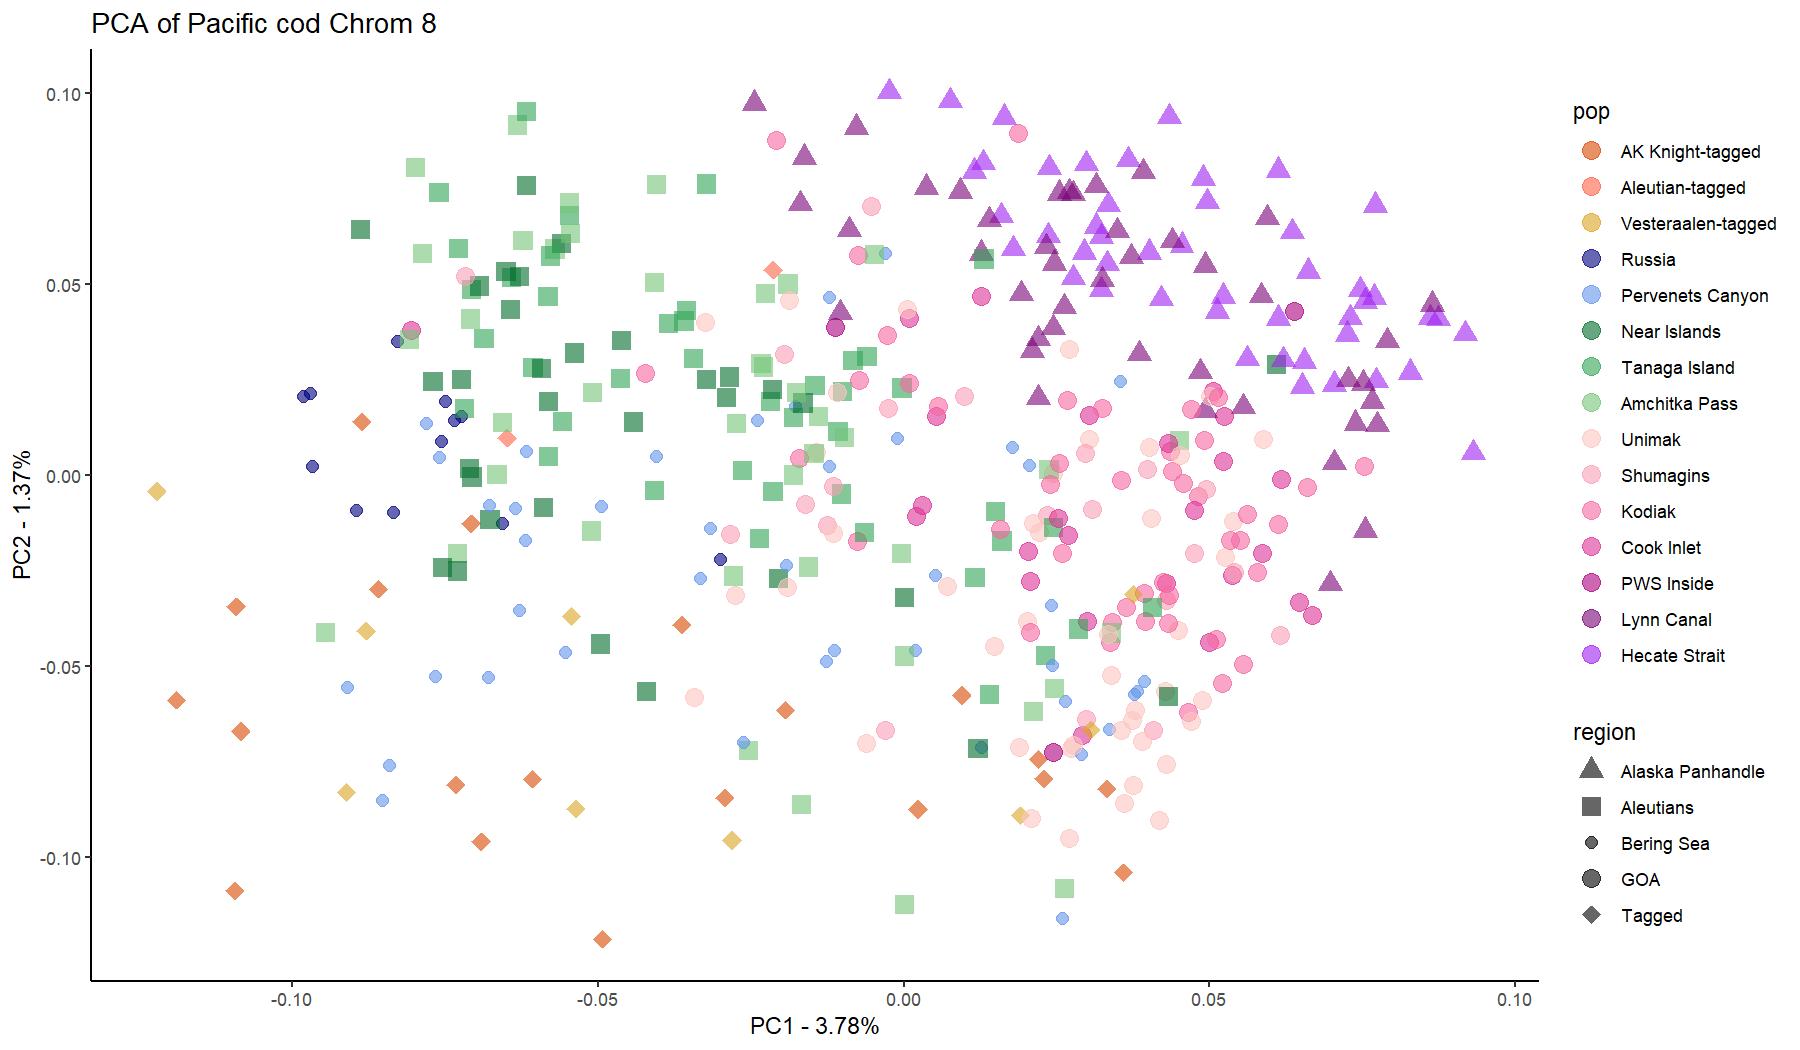 PCA of Pacific cod Chrom 8
PC2 - 1.37%
0.10
0.05
0.00
-0.05
-0.10
-0.10
-0.05
0.00
0.05
0.10
PC1 - 3.78%
pop
AK Knight-tagged
Aleutian-tagged
Vesteraalen-tagged
Russia
Pervenets Canyon
Near Islands
Tanaga Island
Amchitka Pass
Unimak
Shumagins
Kodiak
Cook Inlet
PWS Inside
Lynn Canal
Hecate Strait
region
Alaska Panhandle
Aleutians
Bering Sea
GOA
Tagged